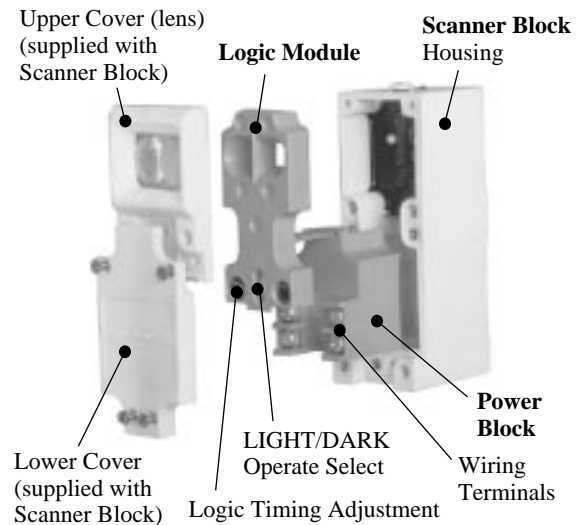 Upper Cover (lens)
(supplied with
Scanner Block)
Logic Module
Scanner Block
Housing
Power
Block
Wiring
Terminals
LIGHT/DARK
Operate Select
Logic Timing Adjustment
Lower Cover
(supplied with
Scanner Block)